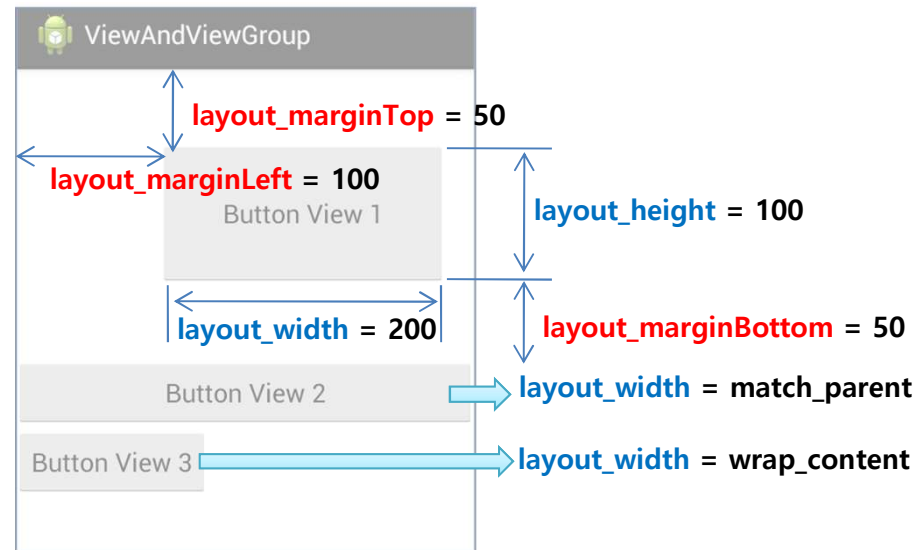 ViewAndViewGroup
layout_marginTop = 50
layout_marginLeft = 100
Button View 1
layout_height = 100
layout_width = 200
layout_marginBottom = 50
Button View 2
layout_width = match_parent
Button View 3
layout_width = wrap_content